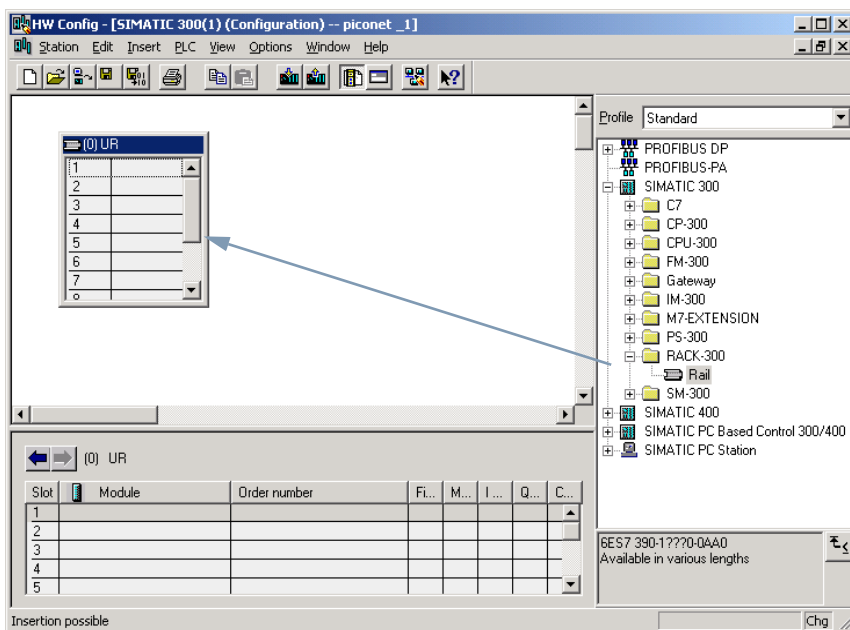 HW Config - [SIMATIC 300(1) (Configuration) -- piconet _1]
Station Edit Insert PLC View Options Window Help
(0) UR
1
2
3
4
5
6
7
Profile Standard
PROFIBUS DP
PROFIBUS-PA
SIMATIC 300
C7
CP-300
CPU-300
FM-300
Gateway
IM-300
M7-EXTENSION
PS-300
RACK-300
Rail
SM-300
SIMATIC 400
SIMATIC PC Based Control 300/400
SIMATIC PC Station
(0) UR
Slot Module Order number Fi... M... I ... Q... C...
1
2
3
4
5
6ES7 390-1???0-0AA0
Available in various lengths
Insertion possible Chg